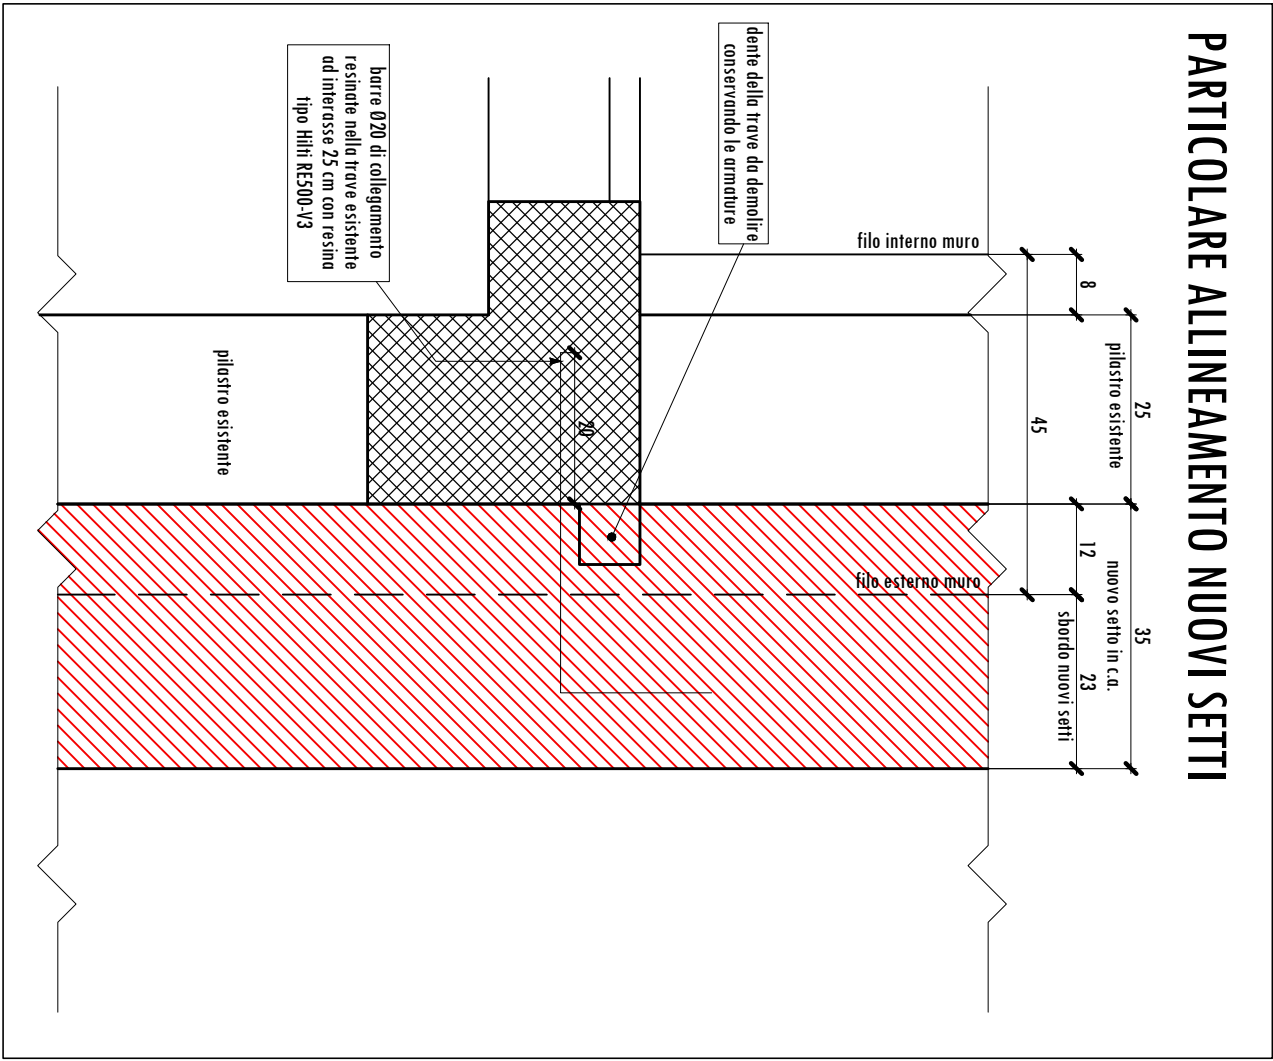 PARTICOLARE ALLINEAMENTO NUOVI SETTI
25
35
pilastro esistente
nuovo setto in c.a.
8
12
23
sbordo nuovi setti
45
filo interno muro
filo esterno muro
dente della trave da demolire
conservando le armature
20
barre Ø20 di collegamento
resinate nella trave esistente
ad interasse 25 cm con resina
tipo Hilti RE500-V3
pilastro esistente